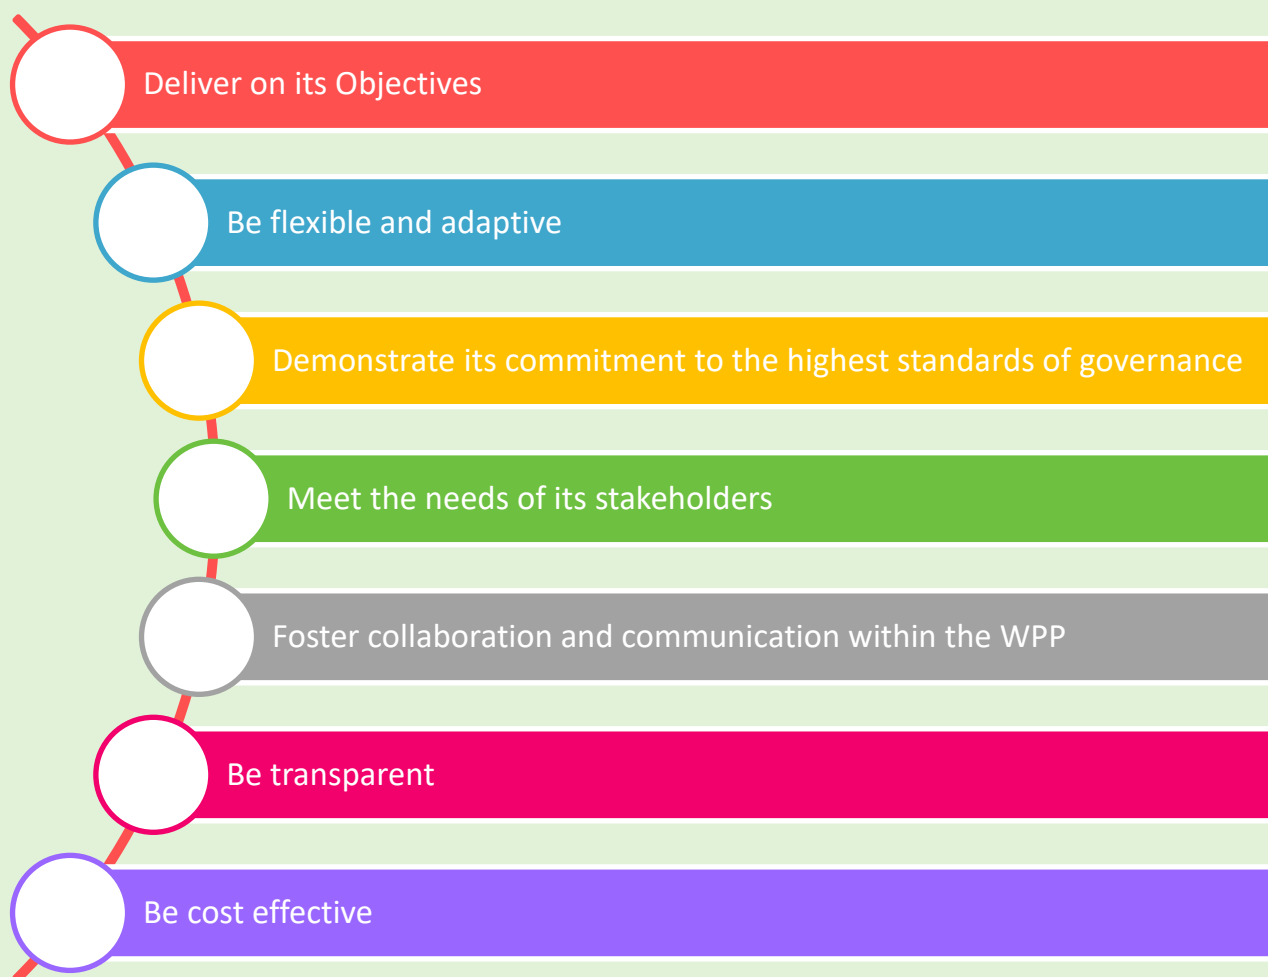 Deliver on its Objectives
Be flexible and adaptive
Demonstrate its commitment to the highest standards of governance
Meet the needs of its stakeholders
Foster collaboration and communication within the WPP
Be transparent
Be cost effective